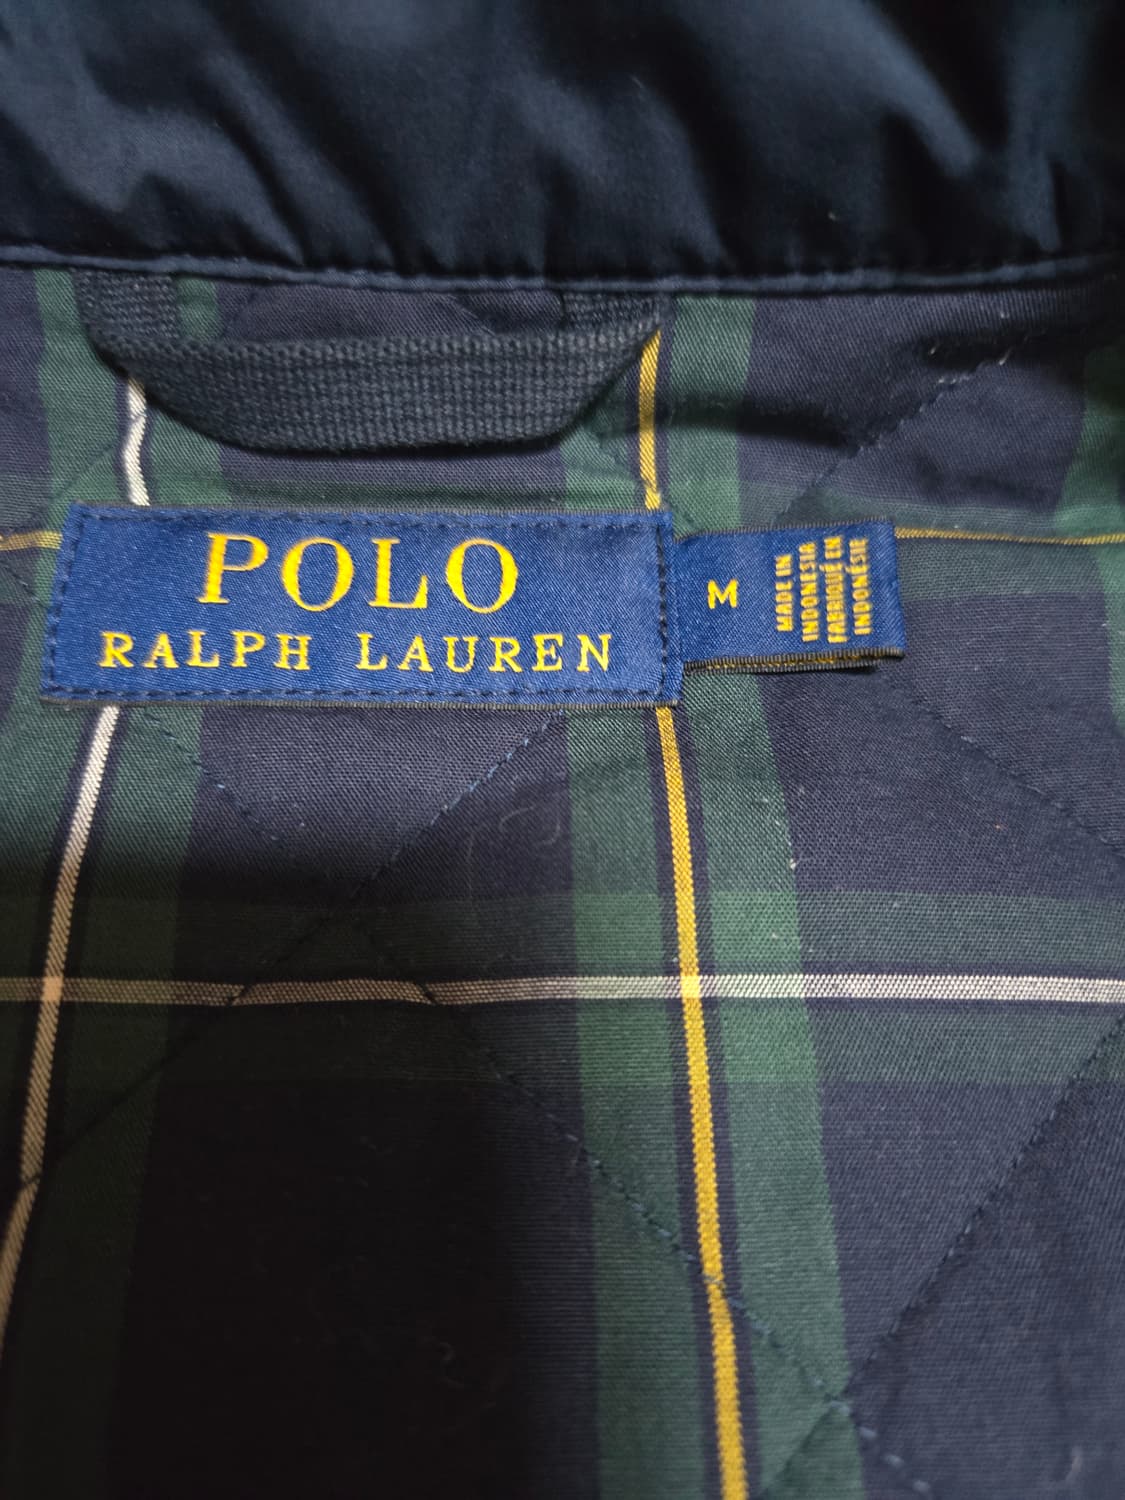 POLO
RALPH LAUREN
M
MADE IN
INDONESIA
FABRIQUÉ EN
INDONÉSIE